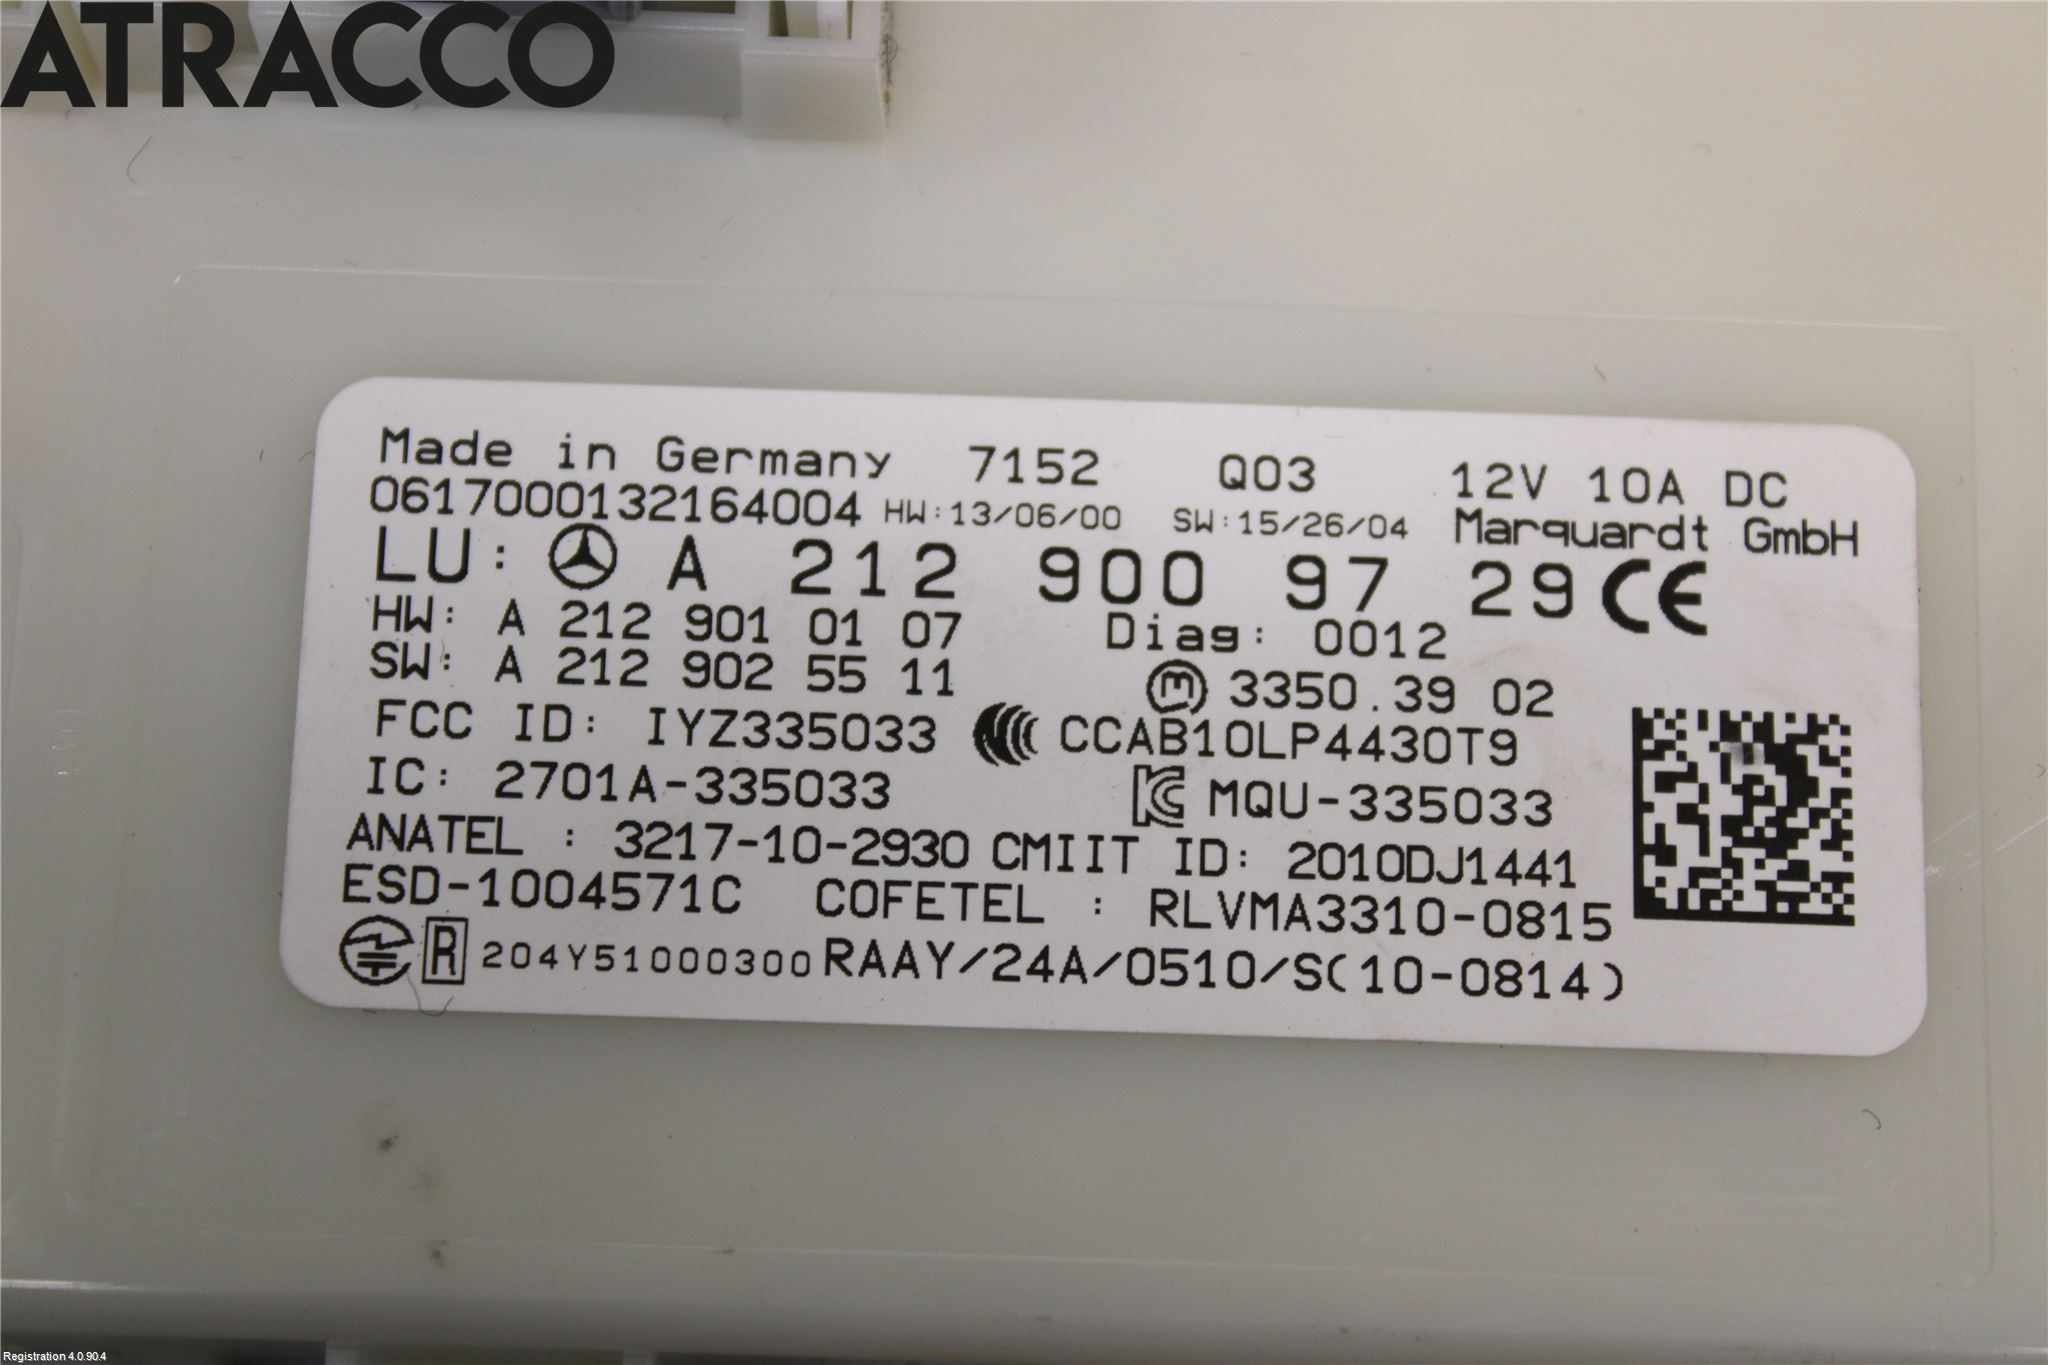 ATRACCO
Made in Germany 7152 Q03 12V 10A DC
0617000132164004 HW:13/06/00 SW:15/26/04 Marquardt GmbH
LU: A 212 900 97 29 CE
HW: A 212 901 01 07 Diag: 0012
SW: A 212 902 55 11 m 3350.39 02
FCC ID: IYZ335033 CCAB10LP4430T9
IC: 2701A-335033 KC MQU-335033
ANATEL : 3217-10-2930 CMIIT ID: 2010DJ1441
ESD-1004571C COFETEL : RLVMA3310-0815
R 204Y51000300 RAAY/24A/0510/S(10-0814)
Registration 4.0.90.4